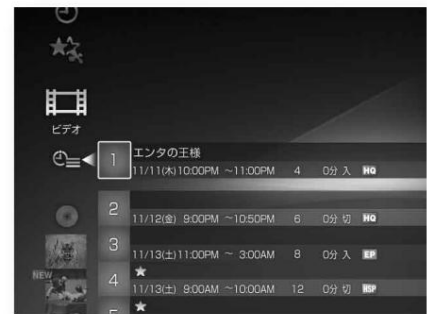 ビデオ
1
エンタの王様
11/11(木)10:00PM ~11:00PM 4 0分 入 HQ
2
11/12(金) 9:00PM ~10:50PM 6 0分 切 HQ
3
11/13(土)11:00PM ~ 3:00AM 8 0分 入 EP
NEW
4
11/13(土) 9:00AM ~10:00AM 12 0分 切 HSP
5